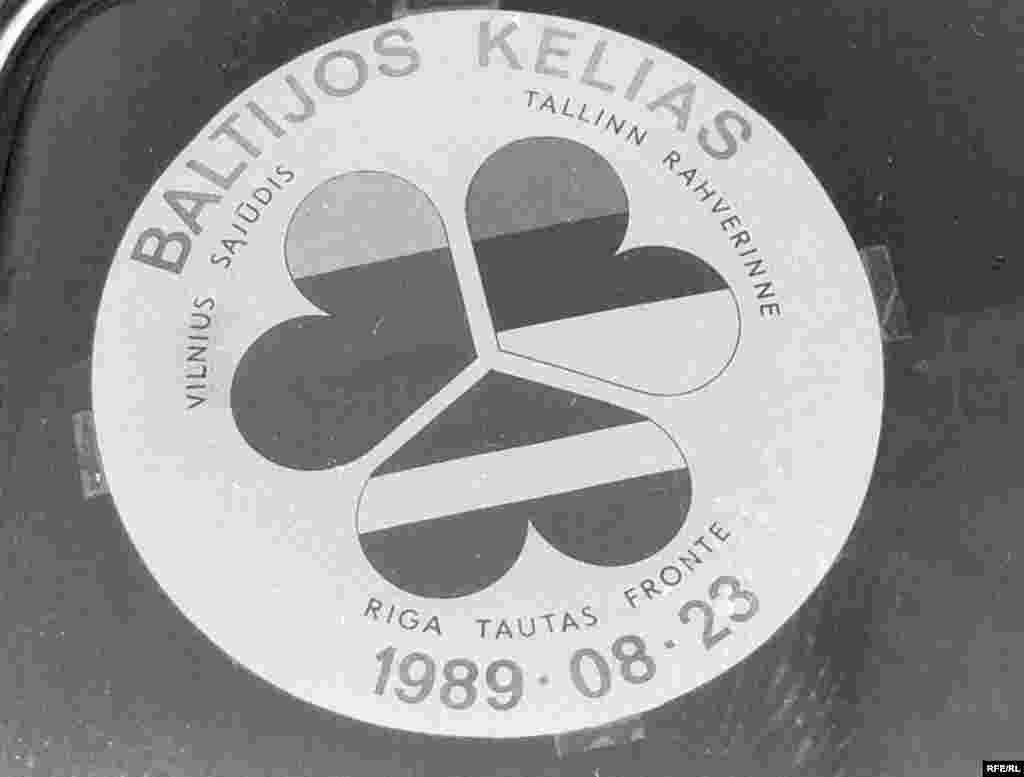 BALTIJOS KELIAS
VILNIUS SAJŪDIS
TALLINN RAHVERINNE
RIGA TAUTAS FRONTE
1989·08·23
RFE/RL